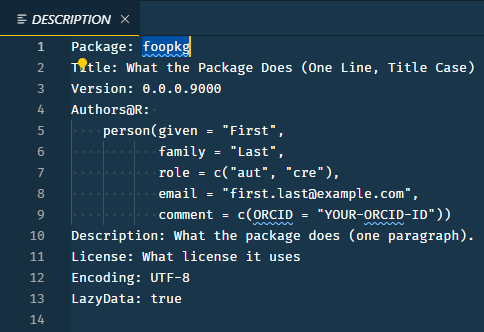 DESCRIPTION
1 Package: foopkg
2 Title: What the Package Does (One Line, Title Case)
3 Version: 0.0.0.9000
4 Authors@R:
5 person(given = "First",
6 family = "Last",
7 role = c("aut", "cre"),
8 email = "first.last@example.com",
9 comment = c(ORCID = "YOUR-ORCID-ID"))
10 Description: What the package does (one paragraph).
11 License: What license it uses
12 Encoding: UTF-8
13 LazyData: true
14